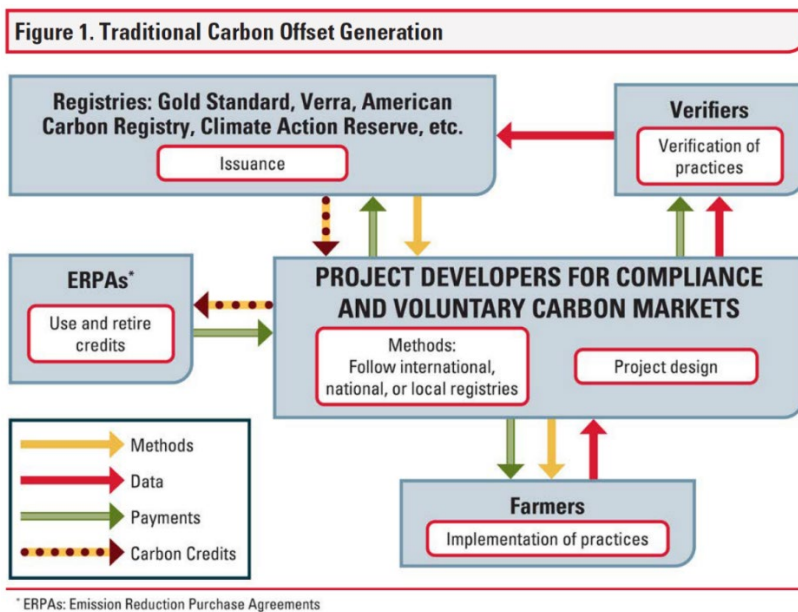 Figure 1. Traditional Carbon Offset Generation
Registries: Gold Standard, Verra, American
Carbon Registry, Climate Action Reserve, etc.
Issuance
Verifiers
Verification of
practices
ERPAs*
Use and retire
credits
PROJECT DEVELOPERS FOR COMPLIANCE
AND VOLUNTARY CARBON MARKETS
Methods:
Follow international,
national, or local registries
Project design
Methods
Data
Payments
Carbon Credits
Farmers
Implementation of practices
* ERPAs: Emission Reduction Purchase Agreements